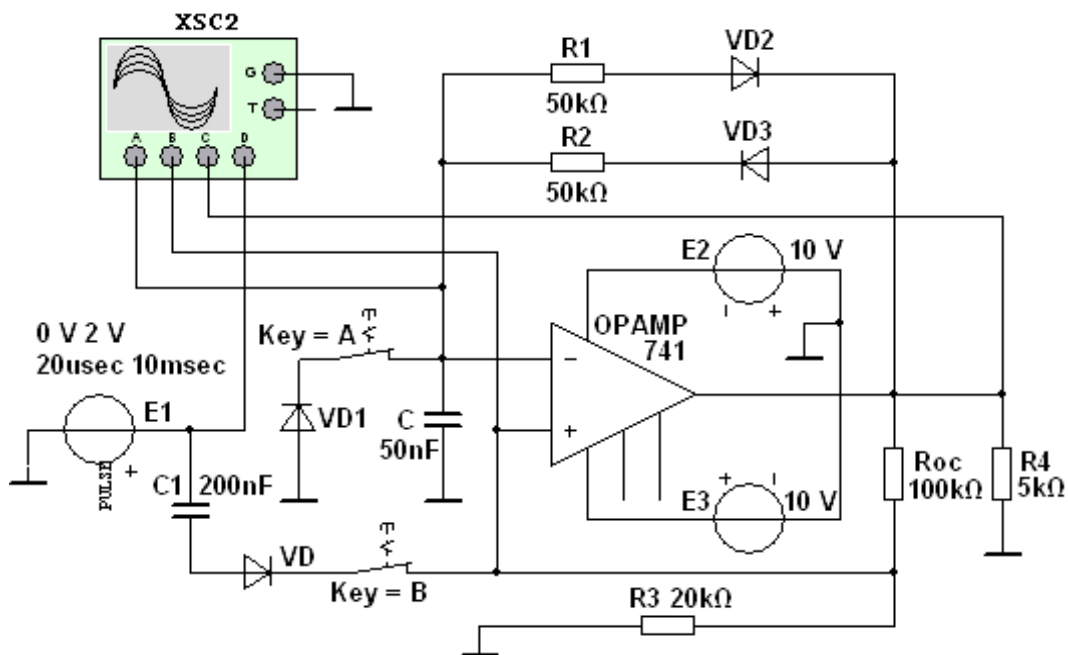 XSC2
G
T
A B C D
R1
50kΩ
VD2
R2
50kΩ
VD3
E2
10 V
OPAMP
741
Key = A
0 V 2 V
20usec 10msec
E1
PULSE
VD1
C
50nF
C1
200nF
E3
10 V
Roc
100kΩ
R4
5kΩ
VD
Key = B
R3 20kΩ